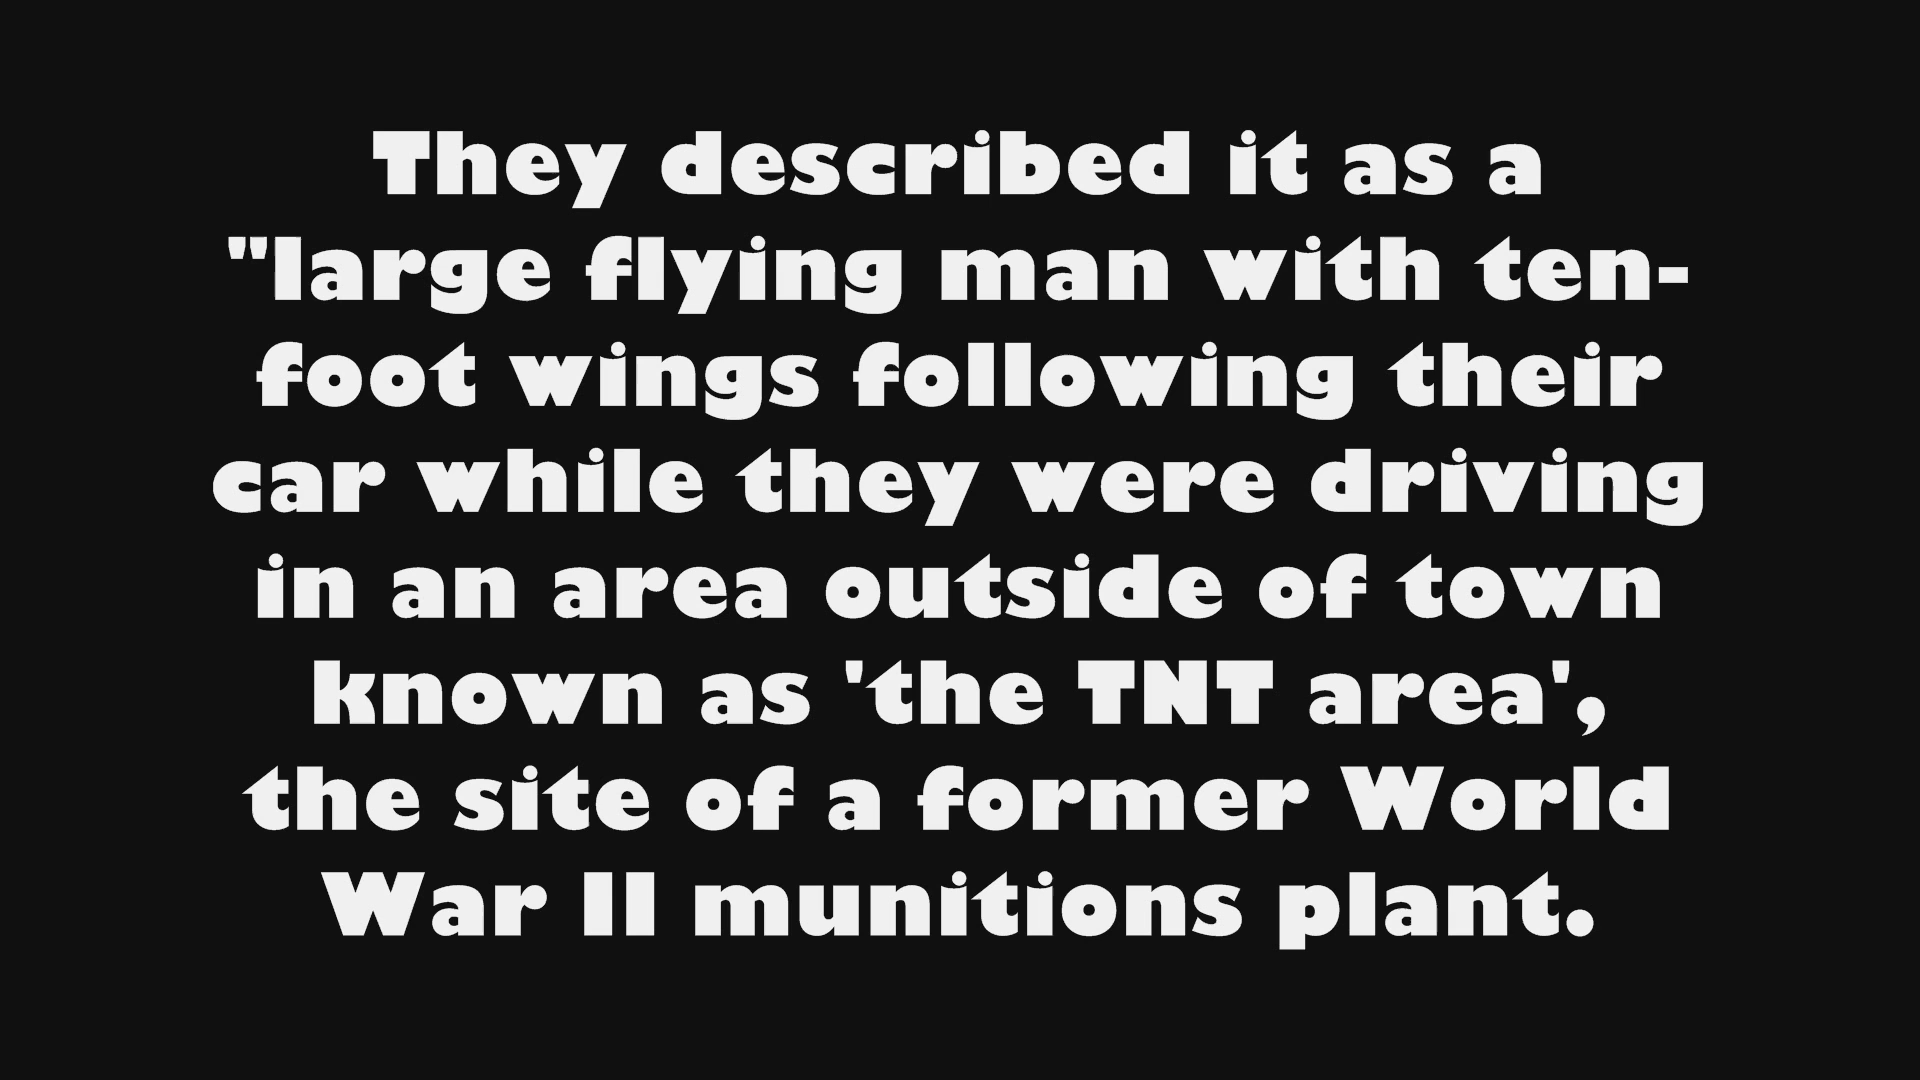 They described it as a
"large flying man with ten-
foot wings following their
car while they were driving
in an area outside of town
known as 'the TNT area',
the site of a former World
War II munitions plant.